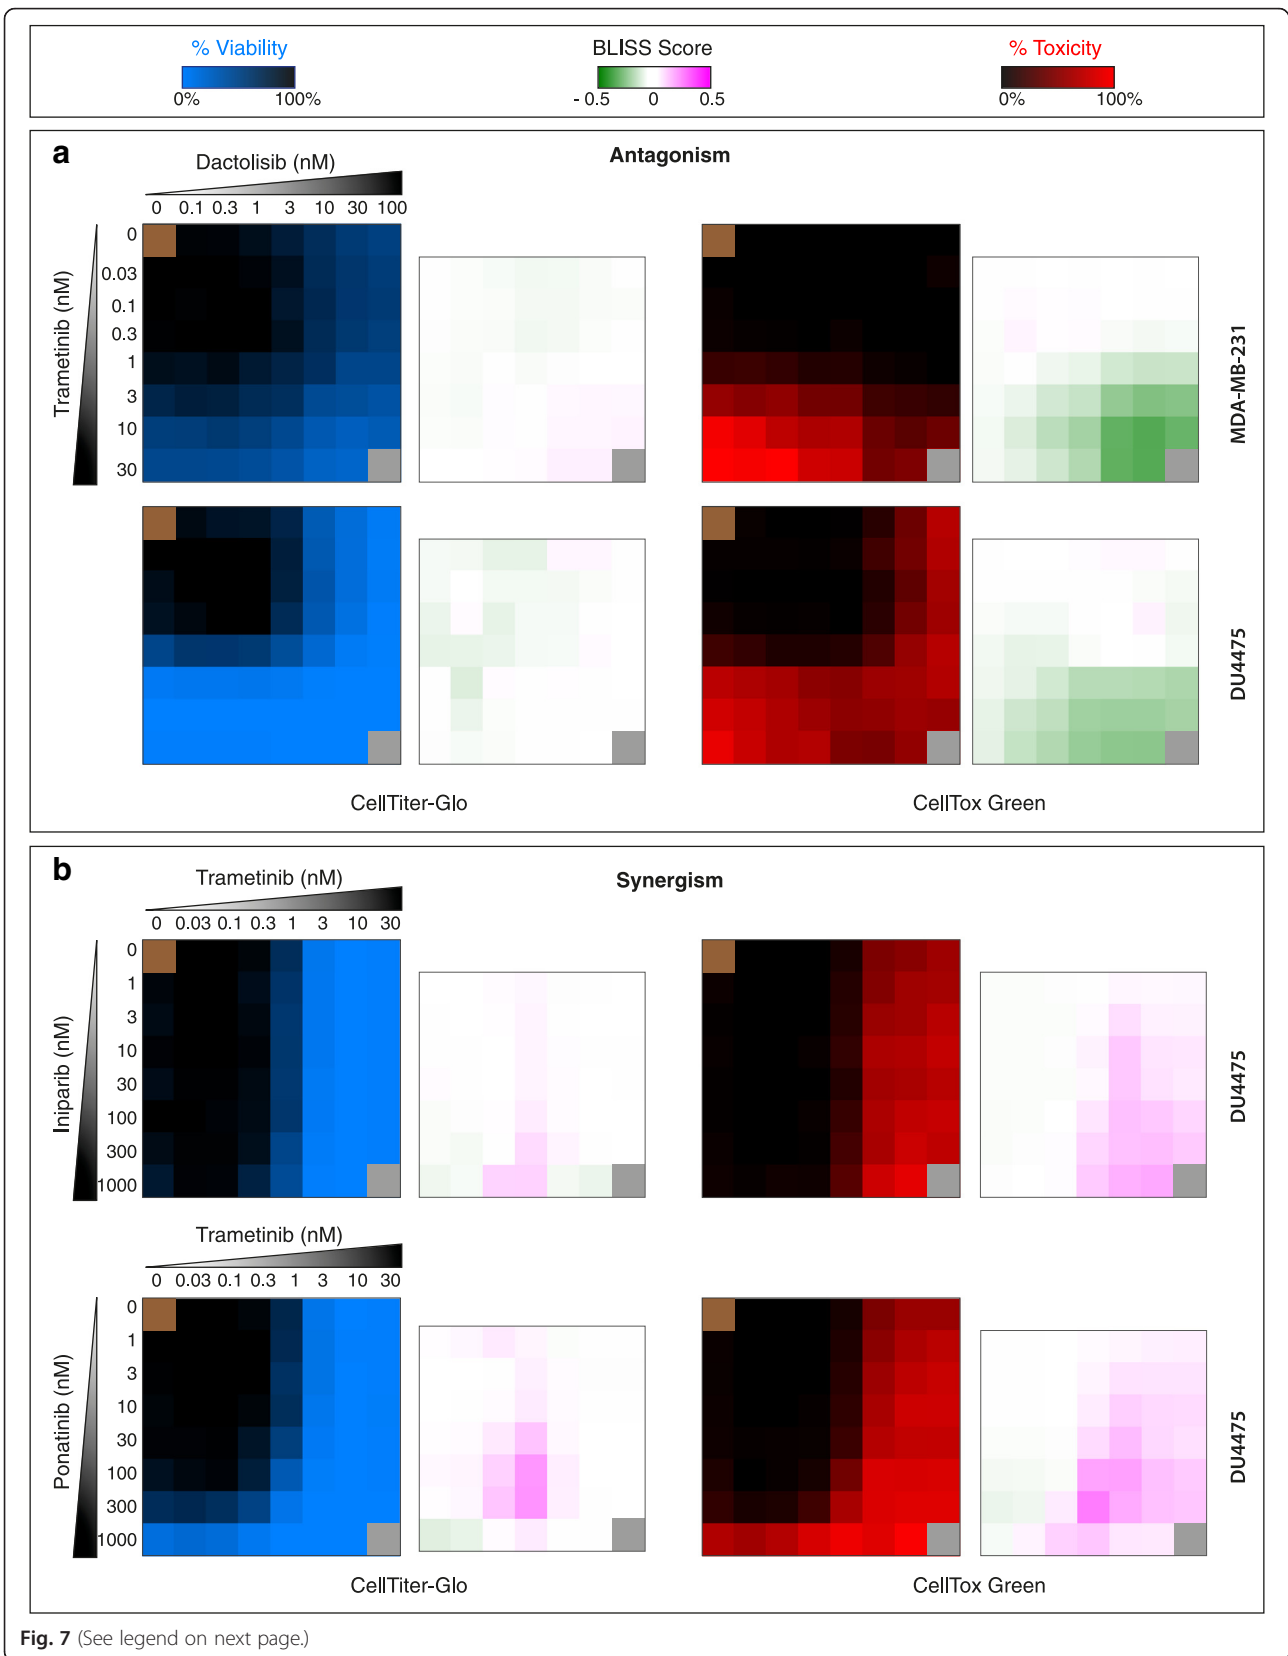 % Viability
BLISS Score
% Toxicity
0% 100%
- 0.5 0 0.5
0% 100%
a
Antagonism
Dactolisib (nM)
0 0.1 0.3 1 3 10 30 100
Trametinib (nM)
0
0.03
0.1
0.3
1
3
10
30
MDA-MB-231
DU4475
CellTiter-Glo
CellTox Green
b
Synergism
Trametinib (nM)
0 0.03 0.1 0.3 1 3 10 30
Iniparib (nM)
0
1
3
10
30
100
300
1000
DU4475
Trametinib (nM)
0 0.03 0.1 0.3 1 3 10 30
Ponatinib (nM)
0
1
3
10
30
100
300
1000
DU4475
CellTiter-Glo
CellTox Green
Fig. 7 (See legend on next page.)